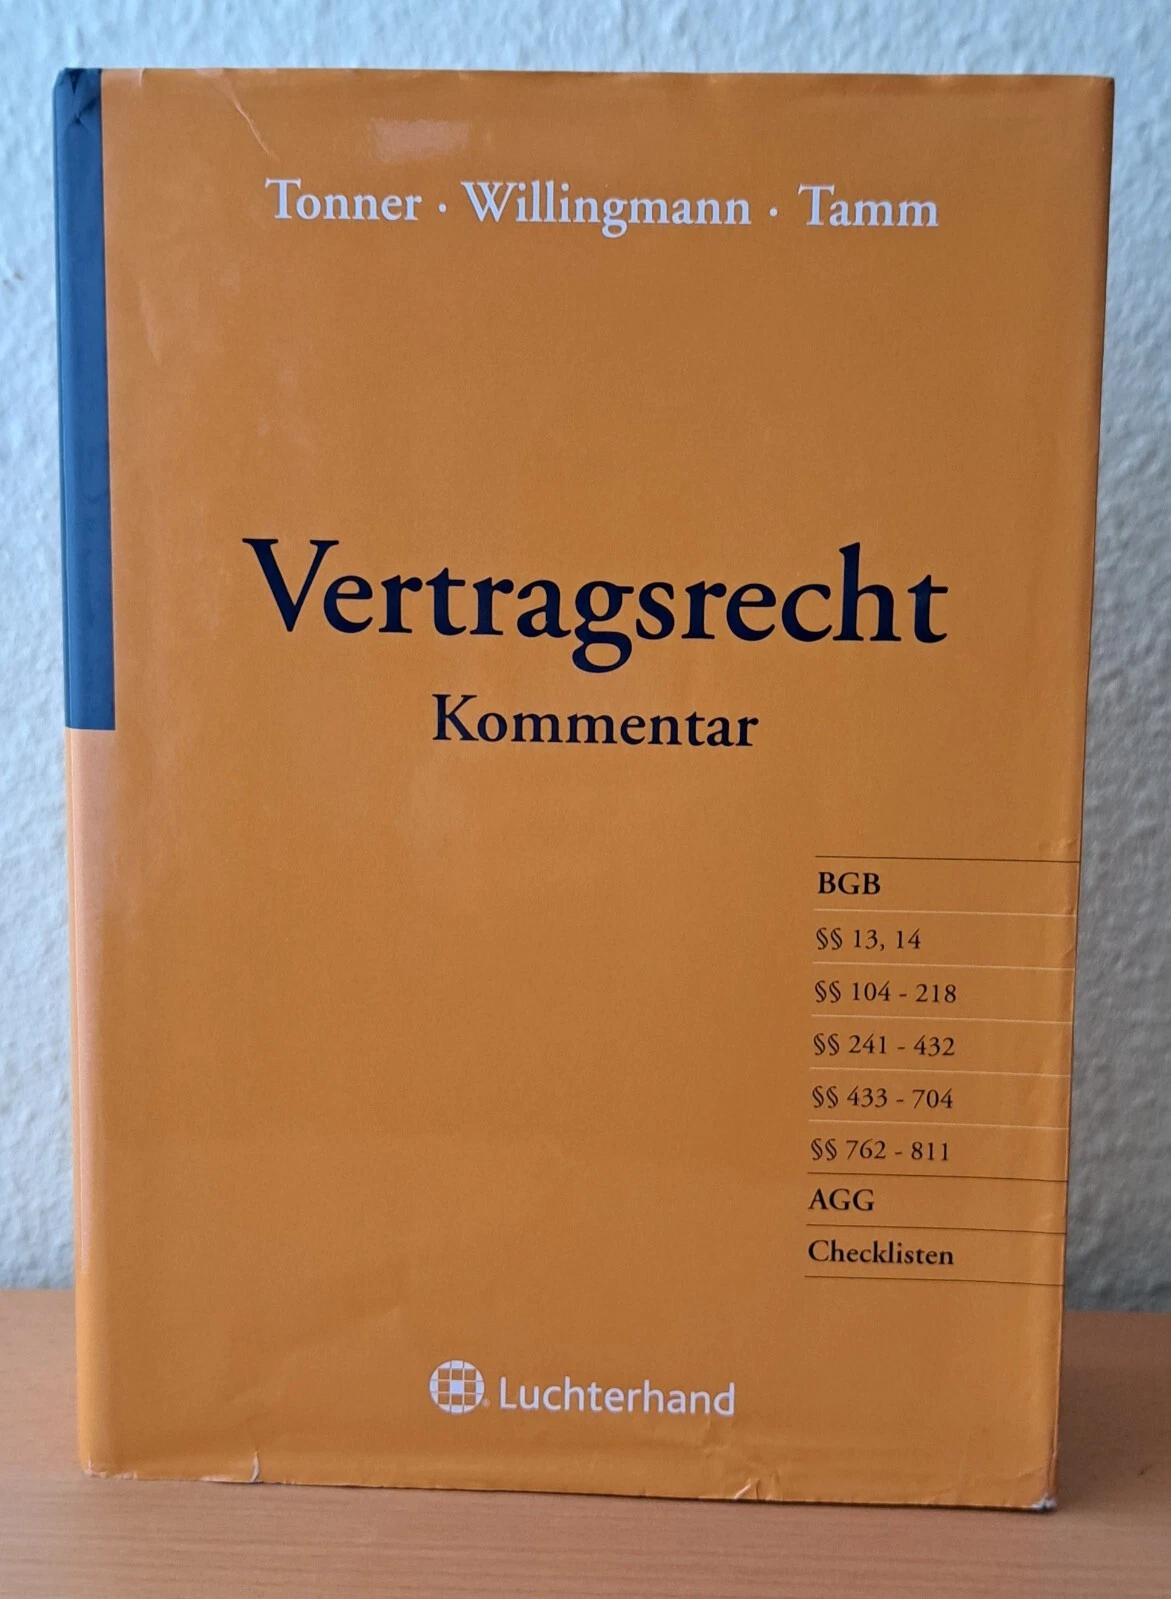 Tonner · Willingmann · Tamm
Vertragsrecht
Kommentar
BGB
§§ 13, 14
§§ 104 - 218
§§ 241 - 432
§§ 433 - 704
§§ 762 - 811
AGG
Checklisten
Luchterhand